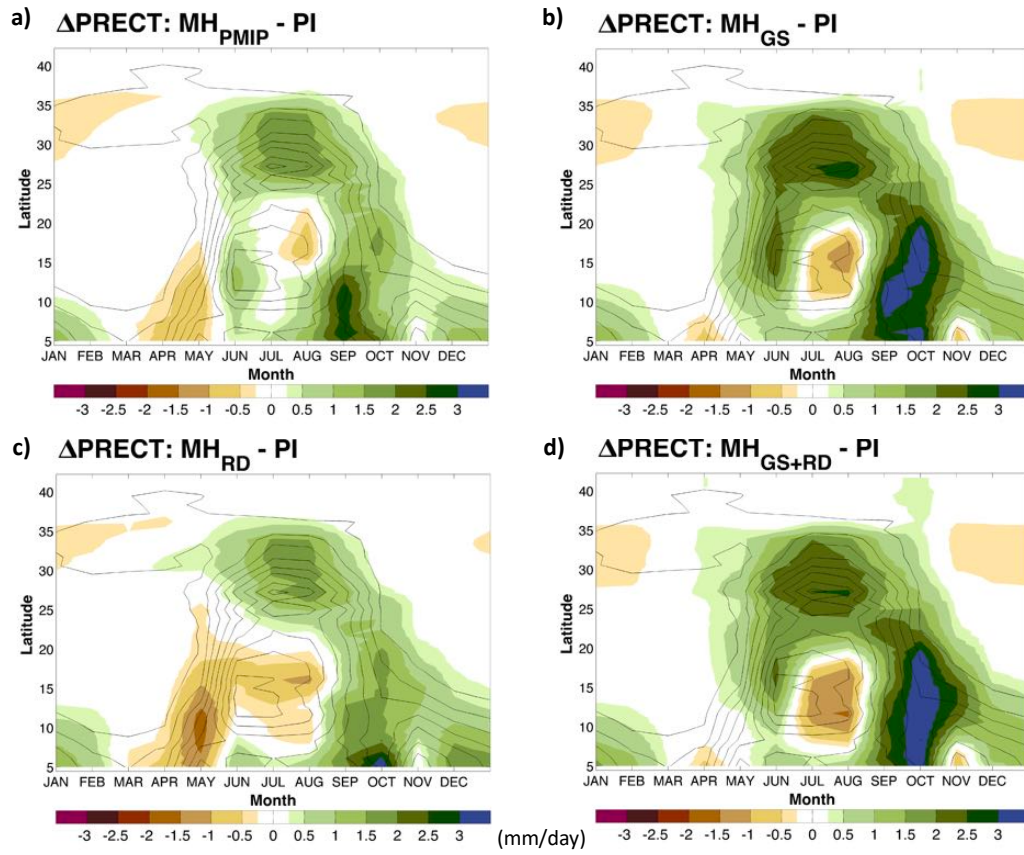 a) ΔPRECT: MH_PMIP - PI
40
35
30
25
20
15
10
5
Latitude
JAN FEB MAR APR MAY JUN JUL AUG SEP OCT NOV DEC
Month
-3 -2.5 -2 -1.5 -1 -0.5 0 0.5 1 1.5 2 2.5 3
b) ΔPRECT: MH_GS - PI
40
35
30
25
20
15
10
5
Latitude
JAN FEB MAR APR MAY JUN JUL AUG SEP OCT NOV DEC
Month
-3 -2.5 -2 -1.5 -1 -0.5 0 0.5 1 1.5 2 2.5 3
c) ΔPRECT: MH_RD - PI
40
35
30
25
20
15
10
5
Latitude
JAN FEB MAR APR MAY JUN JUL AUG SEP OCT NOV DEC
Month
-3 -2.5 -2 -1.5 -1 -0.5 0 0.5 1 1.5 2 2.5 3
d) ΔPRECT: MH_GS+RD - PI
40
35
30
25
20
15
10
5
Latitude
JAN FEB MAR APR MAY JUN JUL AUG SEP OCT NOV DEC
Month
-3 -2.5 -2 -1.5 -1 -0.5 0 0.5 1 1.5 2 2.5 3
(mm/day)